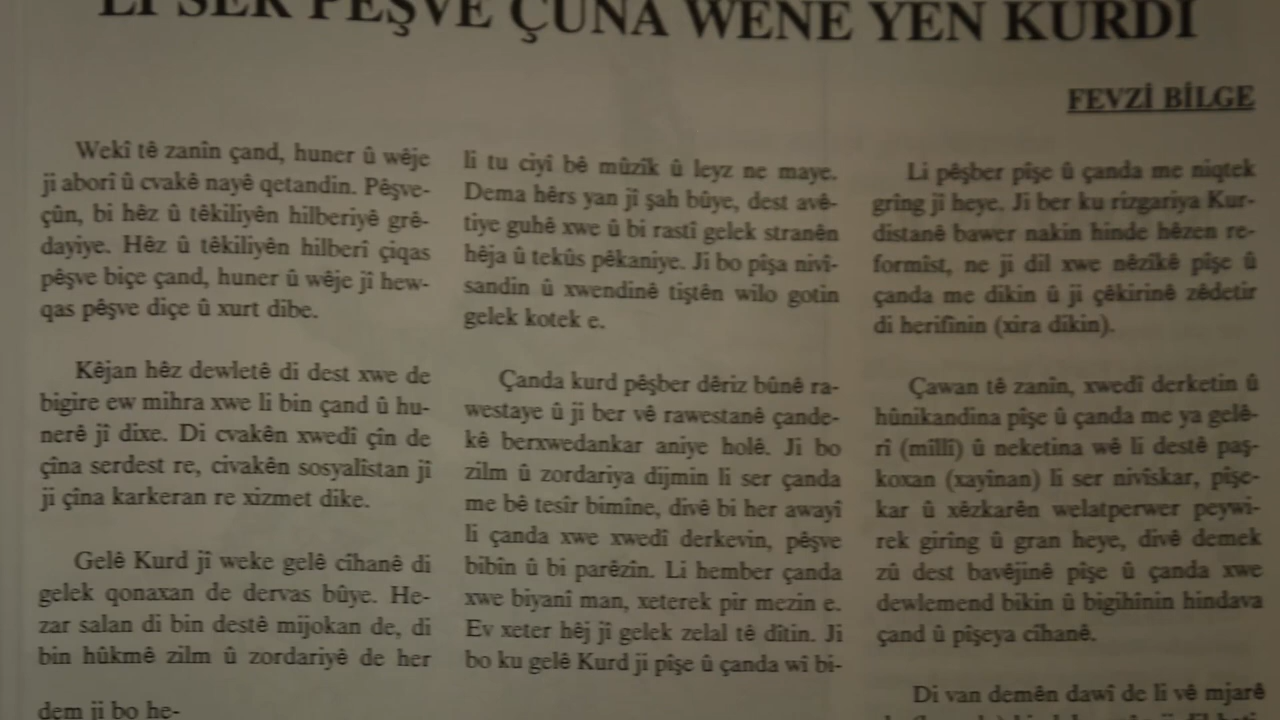 LI SER PÊŞVE ÇUNA WENE YEN KURDÎ
FEVZİ BİLGE
Wekî tê zanîn çand, huner û wêje
ji aborî û cvakê nayê qetandin. Pêşve-
çûn, bi hêz û têkiliyên hilberiyê grê-
dayiye. Hêz û têkiliyên hilberî çiqas
pêşve biçe çand, huner û wêje jî hew-
qas pêşve diçe û xurt dibe.
Kêjan hêz dewletê di dest xwe de
bigire ew mihra xwe li bin çand û hu-
nerê jî dixe. Di cvakên xwedî çîn de
çîna serdest re, civakên sosyalistan jî
ji çîna karkeran re xizmet dike.
Gelê Kurd jî weke gelê cîhanê di
gelek qonaxan de dervas bûye. He-
zar salan di bin destê mijokan de, di
bin hûkmê zilm û zordariyê de her
dem ji bo he-
li tu ciyî bê mûzîk û leyz ne maye.
Dema hêrs yan jî şah bûye, dest avê-
tiye guhê xwe û bi rastî gelek stranên
hêja û tekûs pêkaniye. Ji bo pîşa nivî-
sandin û xwendinê tiştên wilo gotin
gelek kotek e.
Çanda kurd pêşber dêriz bûnê ra-
westaye û ji ber vê rawestanê çande-
kê berxwedankar aniye holê. Ji bo
zilm û zordariya dijmin li ser çanda
me bê tesîr bimîne, divê bi her awayî
li çanda xwe xwedî derkevin, pêşve
bibin û bi parêzîn. Li hember çanda
xwe biyanî man, xeterek pir mezin e.
Ev xeter hêj jî gelek zelal tê dîtin. Ji
bo ku gelê Kurd ji pîşe û çanda wî bi-
Li pêşber pîşe û çanda me niqtek
grîng jî heye. Ji ber ku rizgariya Kur-
distanê bawer nakin hinde hêzen re-
formîst, ne ji dil xwe nêzîkê pîşe û
çanda me dikin û ji çêkirinê zêdetir
di herifînin (xira dikin).
Çawan tê zanîn, xwedî derketin û
hûnikandina pîşe û çanda me ya gelê-
rî (millî) û neketina wê li destê paş-
koxan (xayînan) li ser nivîskar, pîşe-
kar û xêzkarên welatperwer peywi-
rek girîng û gran heye, divê demek
zû dest bavêjinê pîşe û çanda xwe
dewlemend bikin û bigihînin hindava
çand û pîşeya cîhanê.
Di van demên dawî de li vê mjarê